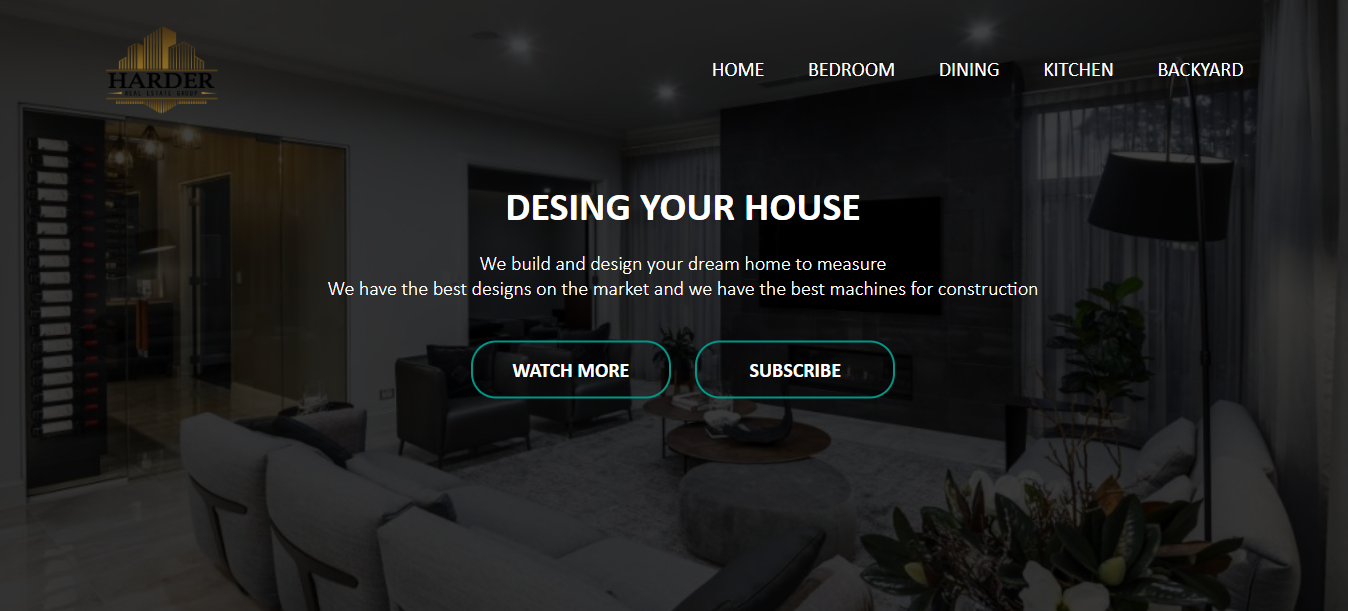 HARDER
REAL ESTATE GROUP
HOME
BEDROOM
DINING
KITCHEN
BACKYARD
DESING YOUR HOUSE
We build and design your dream home to measure
We have the best designs on the market and we have the best machines for construction
WATCH MORE
SUBSCRIBE